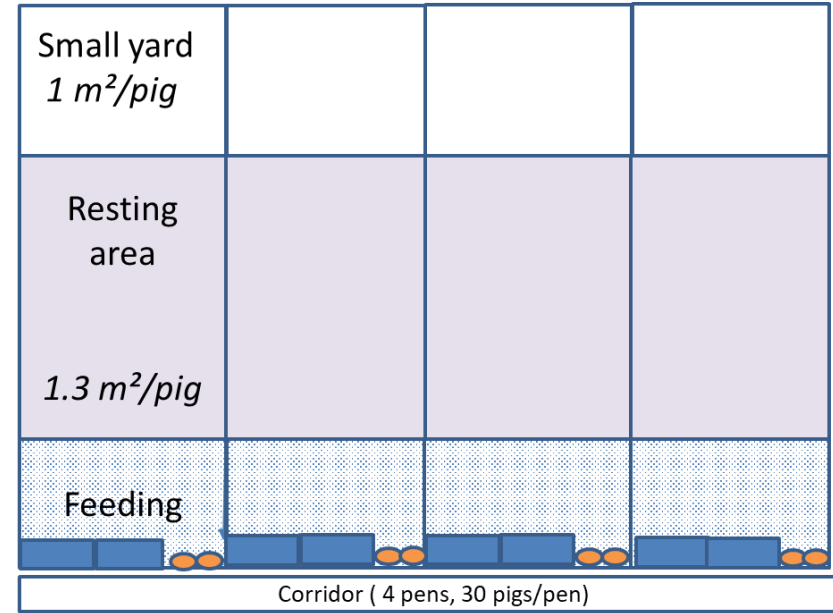 Small yard
1 m²/pig
Resting
area
1.3 m²/pig
Feeding
Corridor ( 4 pens, 30 pigs/pen)